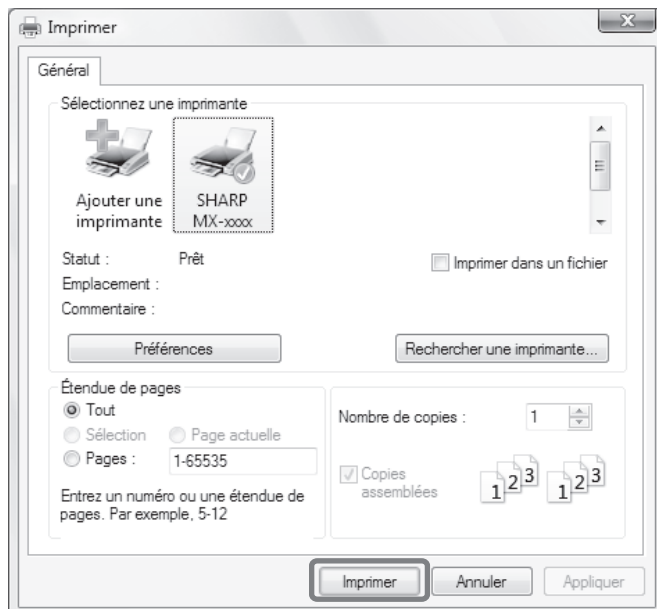 Imprimer
X
Général
Sélectionnez une imprimante
Ajouter une
imprimante
SHARP
MX-xxxx
Statut : Prêt
Imprimer dans un fichier
Emplacement :
Commentaire :
Préférences
Rechercher une imprimante...
Étendue de pages
Tout
Sélection
Page actuelle
Pages : 1-65535
Entrez un numéro ou une étendue de
pages. Par exemple, 5-12
Nombre de copies : 1
Copies
assemblées
1 2 3 1 2 3
Imprimer
Annuler
Appliquer